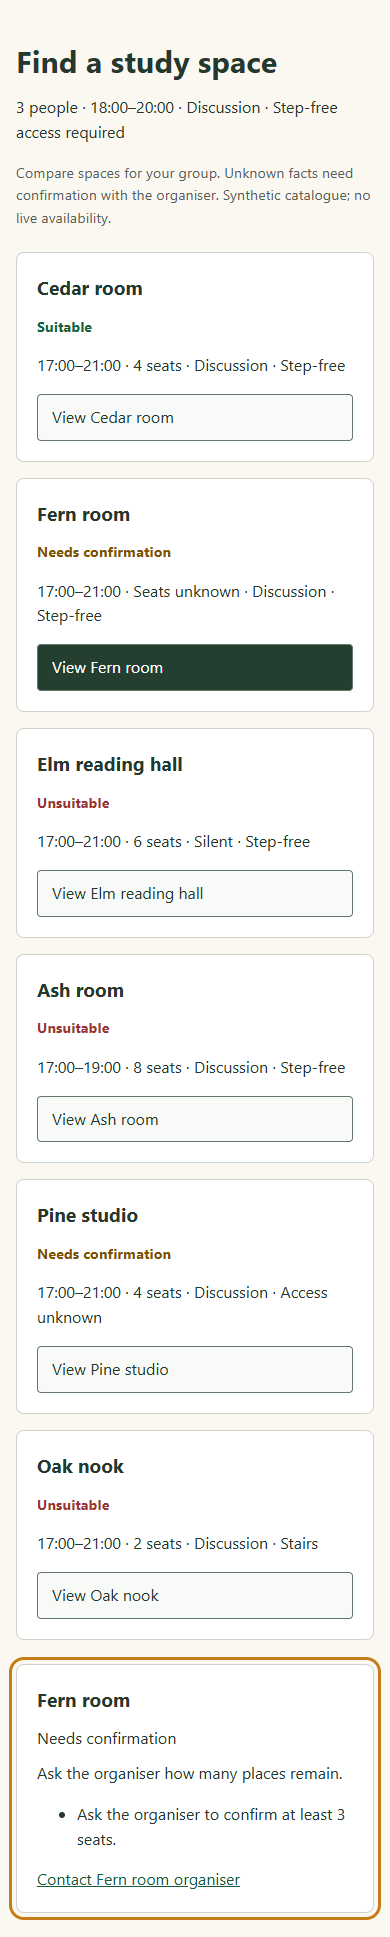 Find a study space
3 people · 18:00–20:00 · Discussion · Step-free
access required
Compare spaces for your group. Unknown facts need
confirmation with the organiser. Synthetic catalogue; no
live availability.
Cedar room
Suitable
17:00–21:00 · 4 seats · Discussion · Step-free
View Cedar room
Fern room
Needs confirmation
17:00–21:00 · Seats unknown · Discussion ·
Step-free
View Fern room
Elm reading hall
Unsuitable
17:00–21:00 · 6 seats · Silent · Step-free
View Elm reading hall
Ash room
Unsuitable
17:00–19:00 · 8 seats · Discussion · Step-free
View Ash room
Pine studio
Needs confirmation
17:00–21:00 · 4 seats · Discussion · Access
unknown
View Pine studio
Oak nook
Unsuitable
17:00–21:00 · 2 seats · Discussion · Stairs
View Oak nook
Fern room
Needs confirmation
Ask the organiser how many places remain.
• Ask the organiser to confirm at least 3
seats.
Contact Fern room organiser